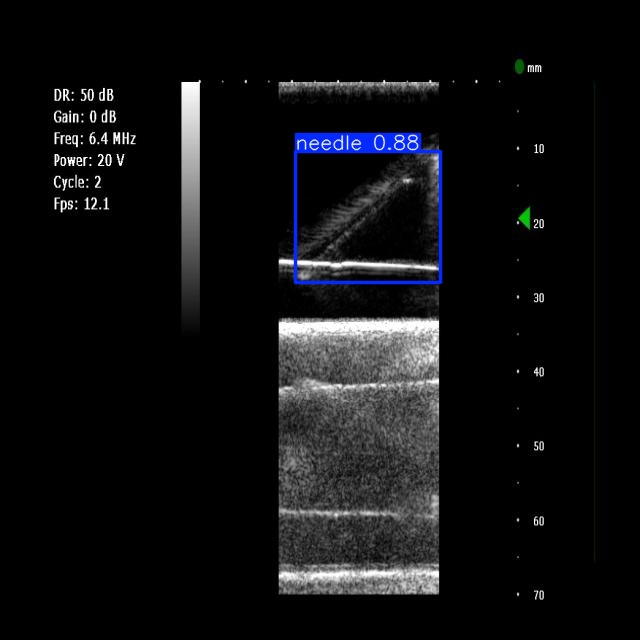 mm
DR: 50 dB
Gain: 0 dB
Freq: 6.4 MHz
Power: 20 V
Cycle: 2
Fps: 12.1
needle 0.88
10
20
30
40
50
60
70